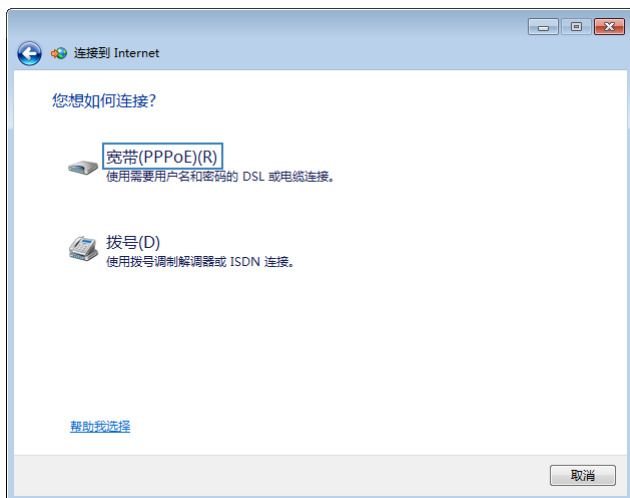 连接到 Internet
您想如何连接?
宽带(PPPoE)(R)
使用需要用户名和密码的 DSL 或电缆连接。
拨号(D)
使用拨号调制解调器或 ISDN 连接。
帮助我选择
取消